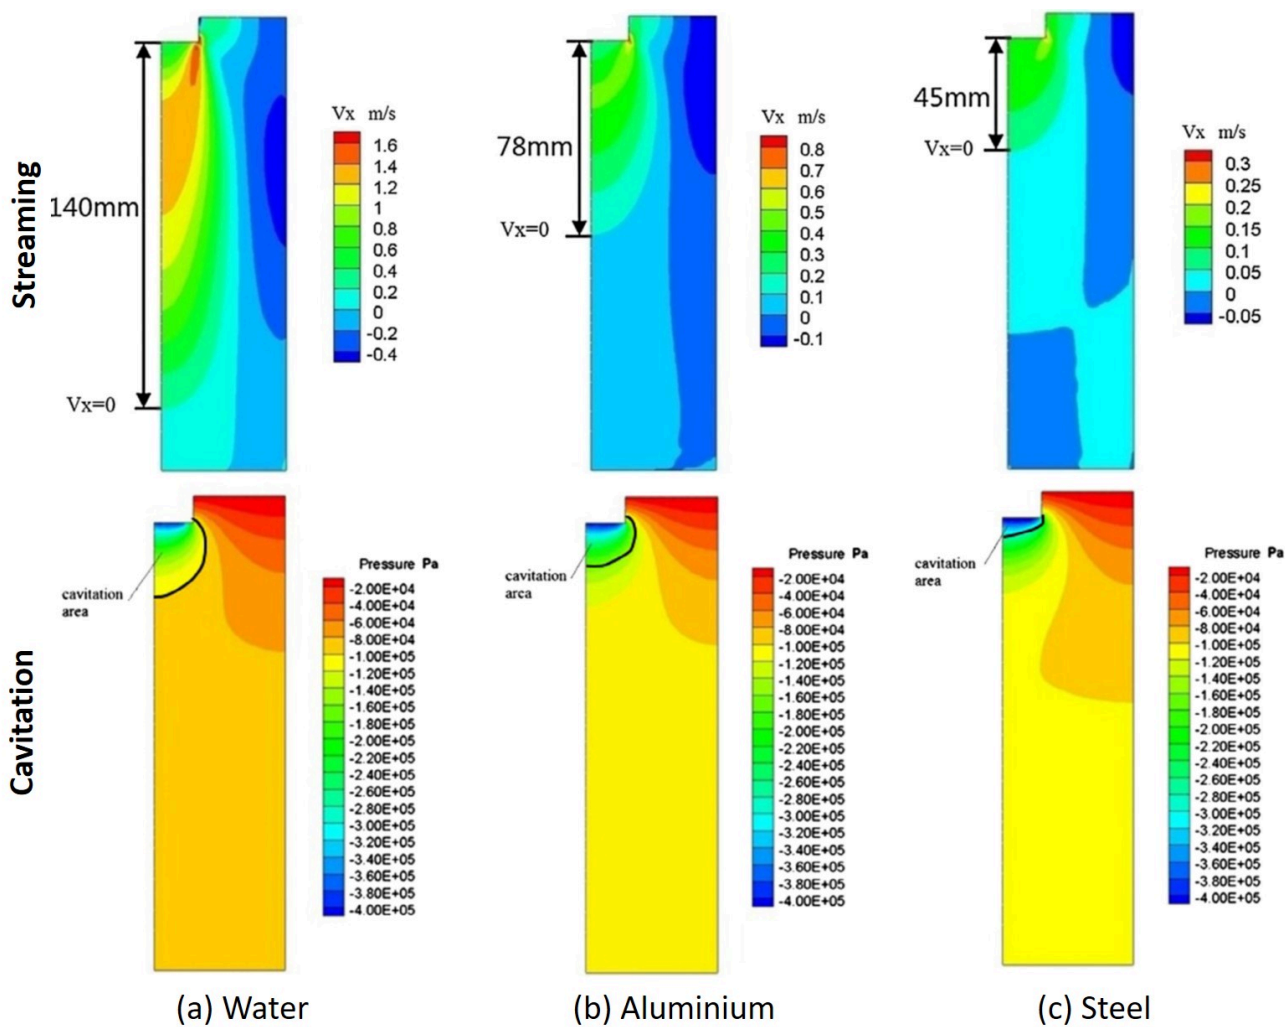 Streaming
140mm
Vx=0
Vx m/s
1.6
1.4
1.2
1
0.8
0.6
0.4
0.2
0
-0.2
-0.4
78mm
Vx=0
Vx m/s
0.8
0.7
0.6
0.5
0.4
0.3
0.2
0.1
0
-0.1
45mm
Vx=0
Vx m/s
0.3
0.25
0.2
0.15
0.1
0.05
0
-0.05
Cavitation
cavitation
area
Pressure Pa
-2.00E+04
-4.00E+04
-6.00E+04
-8.00E+04
-1.00E+05
-1.20E+05
-1.40E+05
-1.60E+05
-1.80E+05
-2.00E+05
-2.20E+05
-2.40E+05
-2.60E+05
-2.80E+05
-3.00E+05
-3.20E+05
-3.40E+05
-3.60E+05
-3.80E+05
-4.00E+05
cavitation
area
Pressure Pa
-2.00E+04
-4.00E+04
-6.00E+04
-8.00E+04
-1.00E+05
-1.20E+05
-1.40E+05
-1.60E+05
-1.80E+05
-2.00E+05
-2.20E+05
-2.40E+05
-2.60E+05
-2.80E+05
-3.00E+05
-3.20E+05
-3.40E+05
-3.60E+05
-3.80E+05
-4.00E+05
cavitation
area
Pressure Pa
-2.00E+04
-4.00E+04
-6.00E+04
-8.00E+04
-1.00E+05
-1.20E+05
-1.40E+05
-1.60E+05
-1.80E+05
-2.00E+05
-2.20E+05
-2.40E+05
-2.60E+05
-2.80E+05
-3.00E+05
-3.20E+05
-3.40E+05
-3.60E+05
-3.80E+05
-4.00E+05
(a) Water
(b) Aluminium
(c) Steel